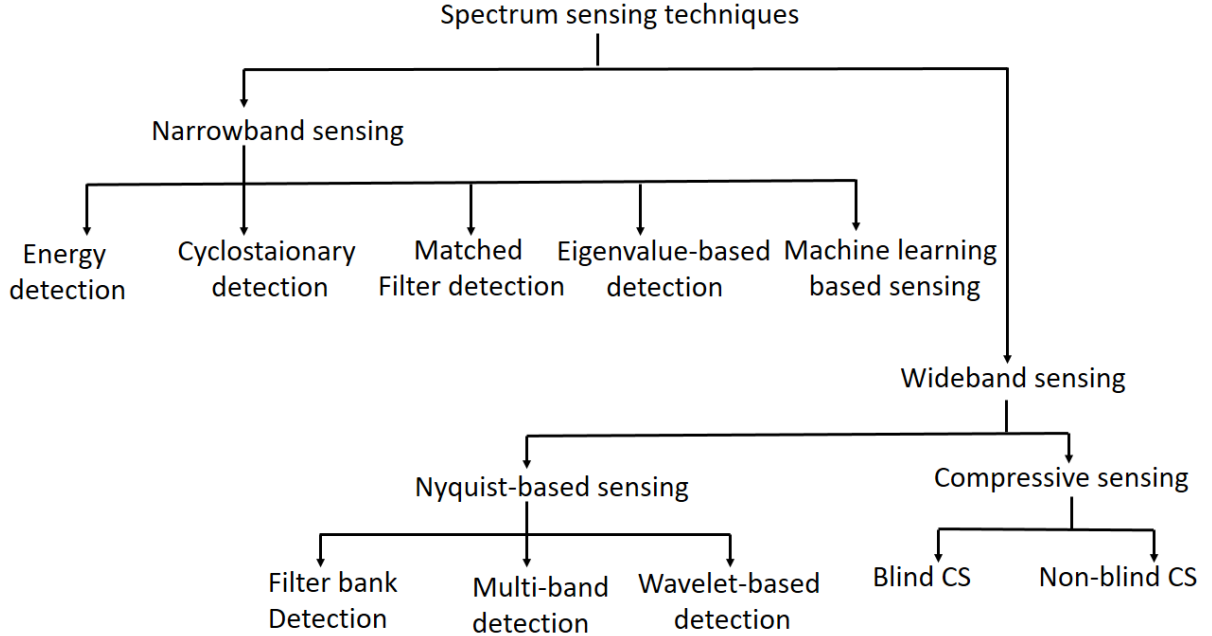 Spectrum sensing techniques
Narrowband sensing
Energy
detection
Cyclostaionary
detection
Matched
Filter detection
Eigenvalue-based
detection
Machine learning
based sensing
Wideband sensing
Nyquist-based sensing
Compressive sensing
Filter bank
Detection
Multi-band
detection
Wavelet-based
detection
Blind CS
Non-blind CS